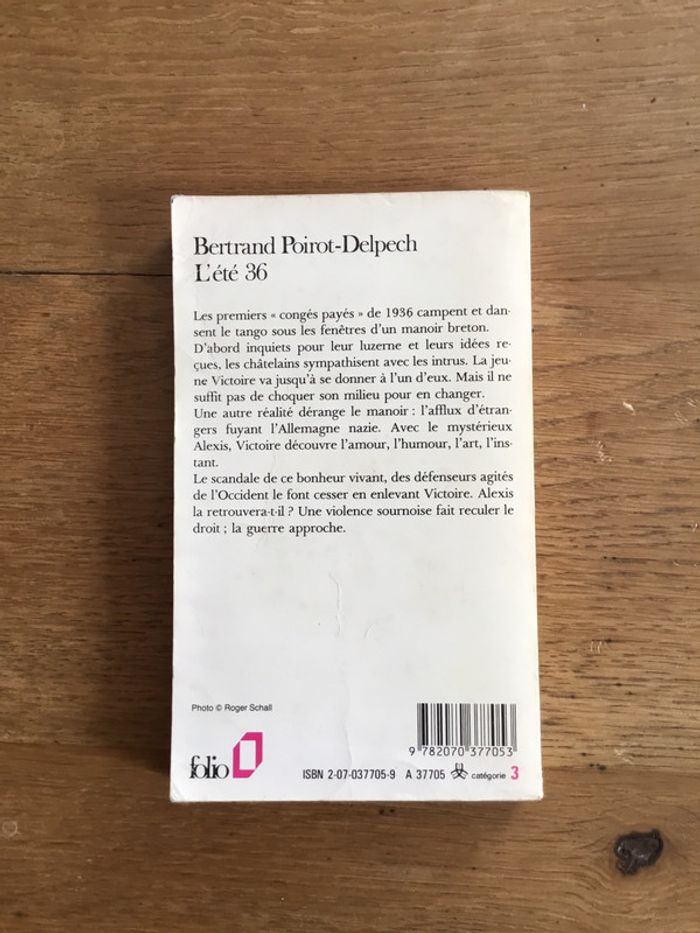 Bertrand Poirot-Delpech
L'été 36
Les premiers « congés payés » de 1936 campent et dan-
sent le tango sous les fenêtres d'un manoir breton.
D'abord inquiets pour leur luzerne et leurs idées re-
çues, les châtelains sympathisent avec les intrus. La jeu-
ne Victoire va jusqu'à se donner à l'un d'eux. Mais il ne
suffit pas de choquer son milieu pour en changer.
Une autre réalité dérange le manoir : l'afflux d'étran-
gers fuyant l'Allemagne nazie. Avec le mystérieux
Alexis, Victoire découvre l'amour, l'humour, l'art, l'ins-
tant.
Le scandale de ce bonheur vivant, des défenseurs agités
de l'Occident le font cesser en enlevant Victoire. Alexis
la retrouvera-t-il ? Une violence sournoise fait reculer le
droit ; la guerre approche.
Photo © Roger Schall
9 782070 377053
folio
ISBN 2-07-037705-9 A 37705 catégorie 3